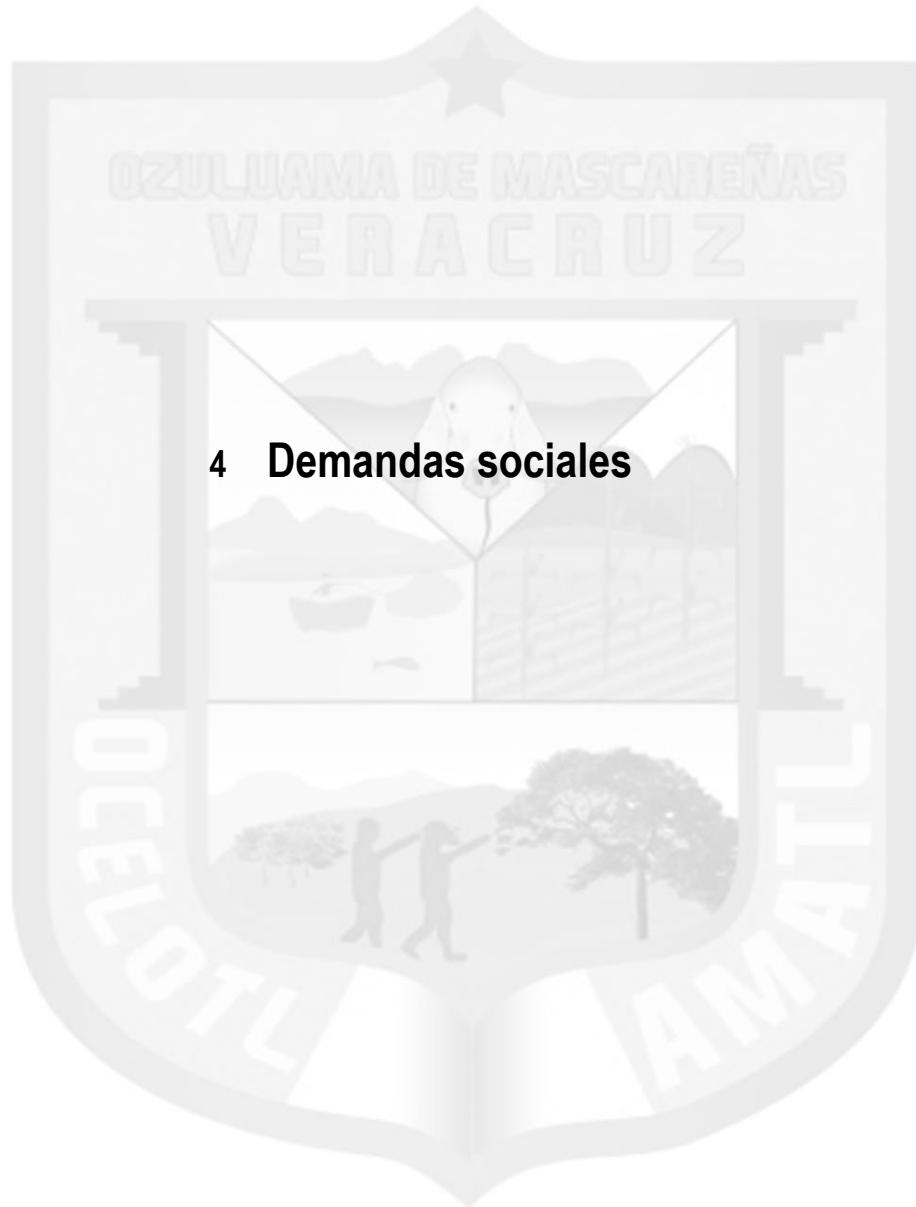 OZULUAMA DE MASCAREÑAS
VERACRUZ
4 Demandas sociales
OCELOTL
AMATL